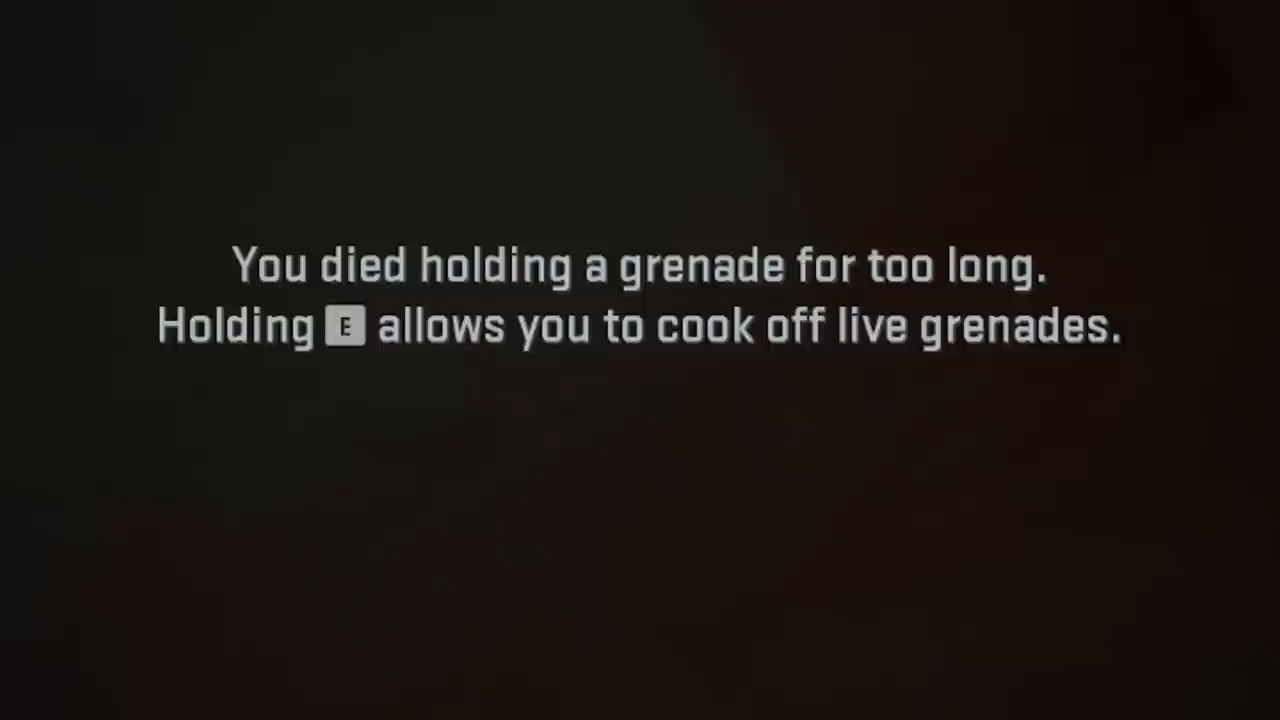 You died holding a grenade for too long.
Holding E allows you to cook off live grenades.